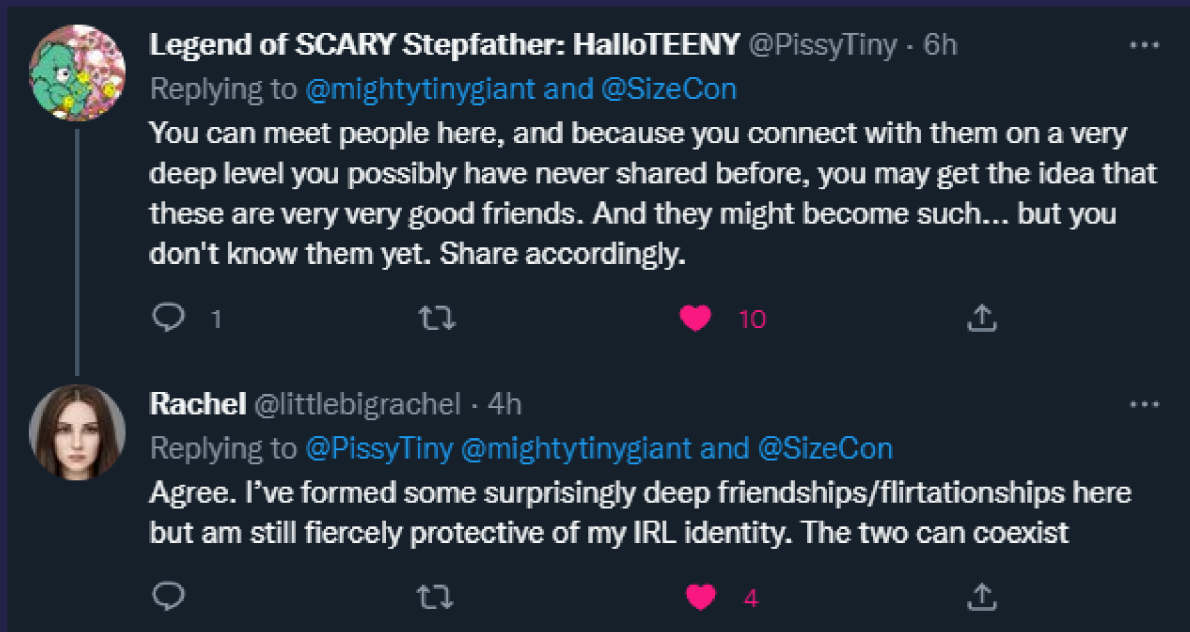 Legend of SCARY Stepfather: HalloTEENY @PissyTiny · 6h
Replying to @mightytinygiant and @SizeCon
You can meet people here, and because you connect with them on a very
deep level you possibly have never shared before, you may get the idea that
these are very very good friends. And they might become such... but you
don't know them yet. Share accordingly.
1 10
Rachel @littlebigrachel · 4h
Replying to @PissyTiny @mightytinygiant and @SizeCon
Agree. I’ve formed some surprisingly deep friendships/flirtationships here
but am still fiercely protective of my IRL identity. The two can coexist
4